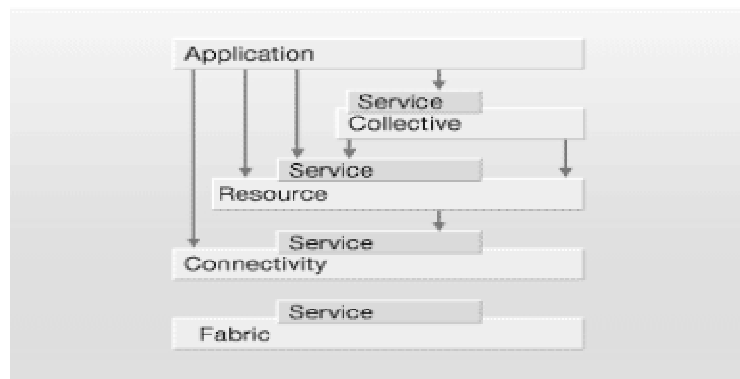 Application
Service
Collective
Service
Resource
Service
Connectivity
Service
Fabric